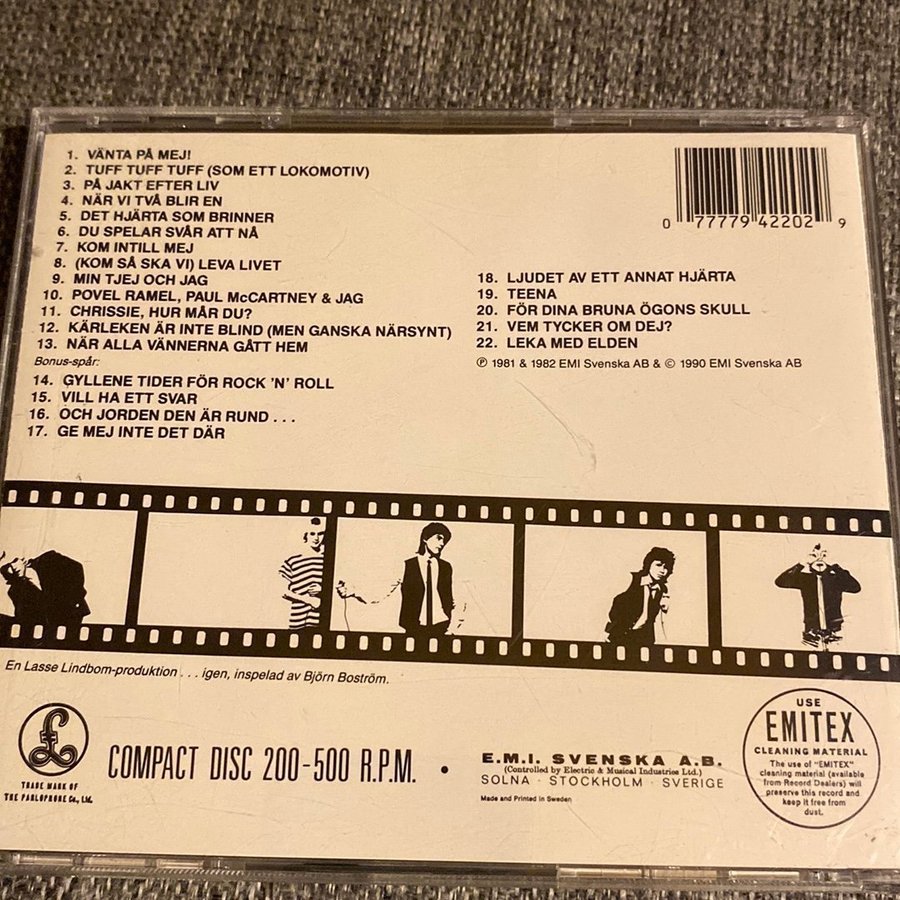 1. VÄNTA PÅ MEJ!
2. TUFF TUFF TUFF (SOM ETT LOKOMOTIV)
3. PÅ JAKT EFTER LIV
4. NÄR VI TVÅ BLIR EN
5. DET HJÄRTA SOM BRINNER
6. DU SPELAR SVÅR ATT NÅ
7. KOM INTILL MEJ
8. (KOM SÅ SKA VI) LEVA LIVET
9. MIN TJEJ OCH JAG
10. POVEL RAMEL, PAUL McCARTNEY & JAG
11. CHRISSIE, HUR MÅR DU?
12. KÄRLEKEN ÄR INTE BLIND (MEN GANSKA NÄRSYNT)
13. NÄR ALLA VÄNNERNA GÅTT HEM
Bonus-spår:
14. GYLLENE TIDER FÖR ROCK 'N' ROLL
15. VILL HA ETT SVAR
16. OCH JORDEN DEN ÄR RUND . . .
17. GE MEJ INTE DET DÄR
0 77779 42202 9
18. LJUDET AV ETT ANNAT HJÄRTA
19. TEENA
20. FÖR DINA BRUNA ÖGONS SKULL
21. VEM TYCKER OM DEJ?
22. LEKA MED ELDEN
℗ 1981 & 1982 EMI Svenska AB & © 1990 EMI Svenska AB
En Lasse Lindbom-produktion . . . igen, inspelad av Björn Boström.
£
TRADE MARK OF
THE PARLOPHONE Co., Ltd.
COMPACT DISC 200-500 R.P.M. •
E.M.I. SVENSKA A.B.
(Controlled by Electric & Musical Industries Ltd.)
SOLNA · STOCKHOLM · SVERIGE
Made and Printed in Sweden
USE
EMITEX
CLEANING MATERIAL
The use of "EMITEX"
cleaning material (available
from Record Dealers) will
preserve this record and
keep it free from
dust.